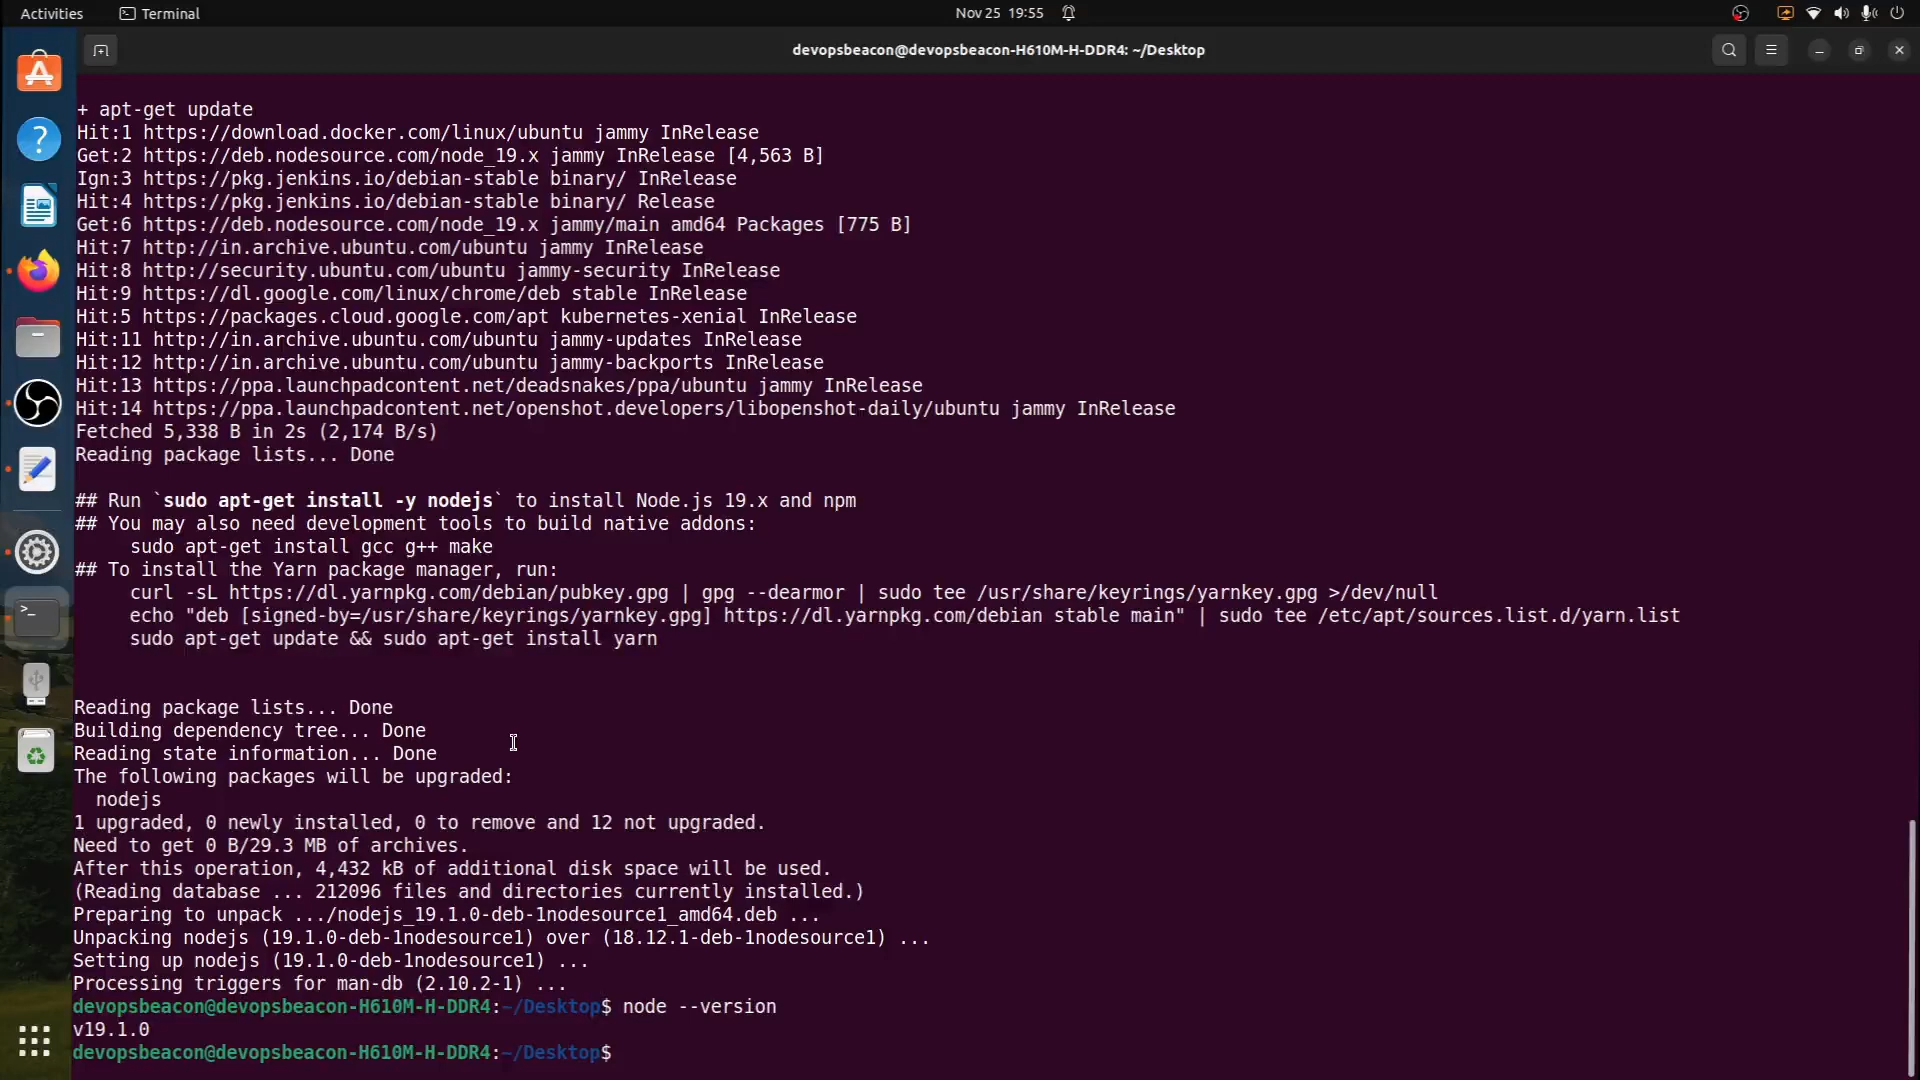 Activities
Terminal
Nov 25 19:55
devopsbeacon@devopsbeacon-H610M-H-DDR4: ~/Desktop
+ apt-get update
Hit:1 https://download.docker.com/linux/ubuntu jammy InRelease
Get:2 https://deb.nodesource.com/node_19.x jammy InRelease [4,563 B]
Ign:3 https://pkg.jenkins.io/debian-stable binary/ InRelease
Hit:4 https://pkg.jenkins.io/debian-stable binary/ Release
Get:6 https://deb.nodesource.com/node_19.x jammy/main amd64 Packages [775 B]
Hit:7 http://in.archive.ubuntu.com/ubuntu jammy InRelease
Hit:8 http://security.ubuntu.com/ubuntu jammy-security InRelease
Hit:9 https://dl.google.com/linux/chrome/deb stable InRelease
Hit:5 https://packages.cloud.google.com/apt kubernetes-xenial InRelease
Hit:11 http://in.archive.ubuntu.com/ubuntu jammy-updates InRelease
Hit:12 http://in.archive.ubuntu.com/ubuntu jammy-backports InRelease
Hit:13 https://ppa.launchpadcontent.net/deadsnakes/ppa/ubuntu jammy InRelease
Hit:14 https://ppa.launchpadcontent.net/openshot.developers/libopenshot-daily/ubuntu jammy InRelease
Fetched 5,338 B in 2s (2,174 B/s)
Reading package lists... Done
## Run `sudo apt-get install -y nodejs` to install Node.js 19.x and npm
## You may also need development tools to build native addons:
sudo apt-get install gcc g++ make
## To install the Yarn package manager, run:
curl -sL https://dl.yarnpkg.com/debian/pubkey.gpg | gpg --dearmor | sudo tee /usr/share/keyrings/yarnkey.gpg >/dev/null
echo "deb [signed-by=/usr/share/keyrings/yarnkey.gpg] https://dl.yarnpkg.com/debian stable main" | sudo tee /etc/apt/sources.list.d/yarn.list
sudo apt-get update && sudo apt-get install yarn
Reading package lists... Done
Building dependency tree... Done
Reading state information... Done
The following packages will be upgraded:
nodejs
1 upgraded, 0 newly installed, 0 to remove and 12 not upgraded.
Need to get 0 B/29.3 MB of archives.
After this operation, 4,432 kB of additional disk space will be used.
(Reading database ... 212096 files and directories currently installed.)
Preparing to unpack .../nodejs_19.1.0-deb-1nodesource1_amd64.deb ...
Unpacking nodejs (19.1.0-deb-1nodesource1) over (18.12.1-deb-1nodesource1) ...
Setting up nodejs (19.1.0-deb-1nodesource1) ...
Processing triggers for man-db (2.10.2-1) ...
devopsbeacon@devopsbeacon-H610M-H-DDR4:~/Desktop$ node --version
v19.1.0
devopsbeacon@devopsbeacon-H610M-H-DDR4:~/Desktop$